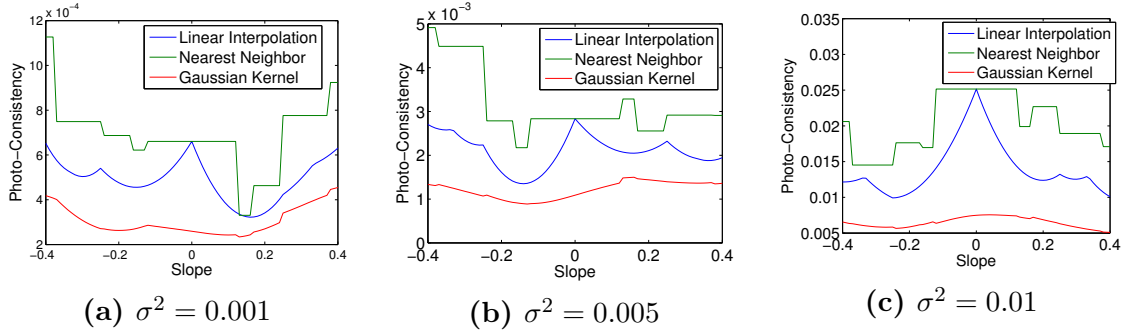 12 x 10⁻⁴
10
8
6
4
2
−0.4
−0.2
0
0.2
0.4
Photo−Consistency
Slope
Linear Interpolation
Nearest Neighbor
Gaussian Kernel
(a) σ² = 0.001
5 x 10⁻³
4
3
2
1
0
−0.4
−0.2
0
0.2
0.4
Photo−Consistency
Slope
Linear Interpolation
Nearest Neighbor
Gaussian Kernel
(b) σ² = 0.005
0.035
0.03
0.025
0.02
0.015
0.01
0.005
−0.4
−0.2
0
0.2
0.4
Photo−Consistency
Slope
Linear Interpolation
Nearest Neighbor
Gaussian Kernel
(c) σ² = 0.01